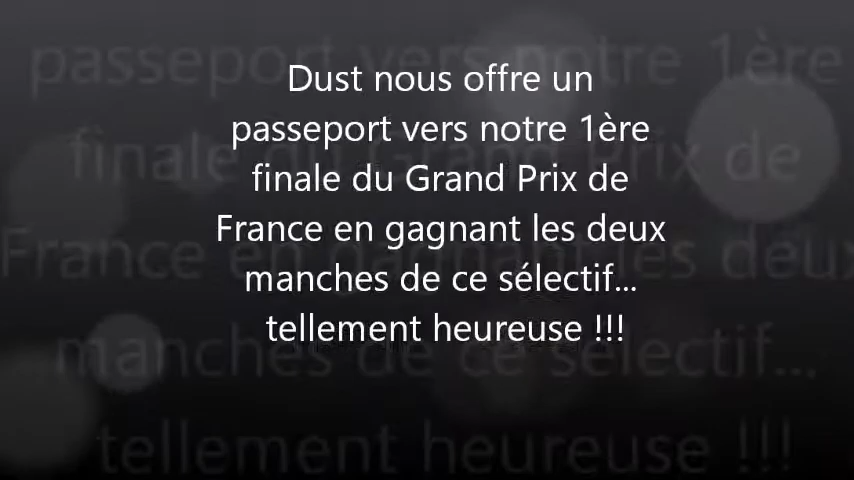 Dust nous offre un
passeport vers notre 1ère
finale du Grand Prix de
France en gagnant les deux
manches de ce sélectif...
tellement heureuse !!!